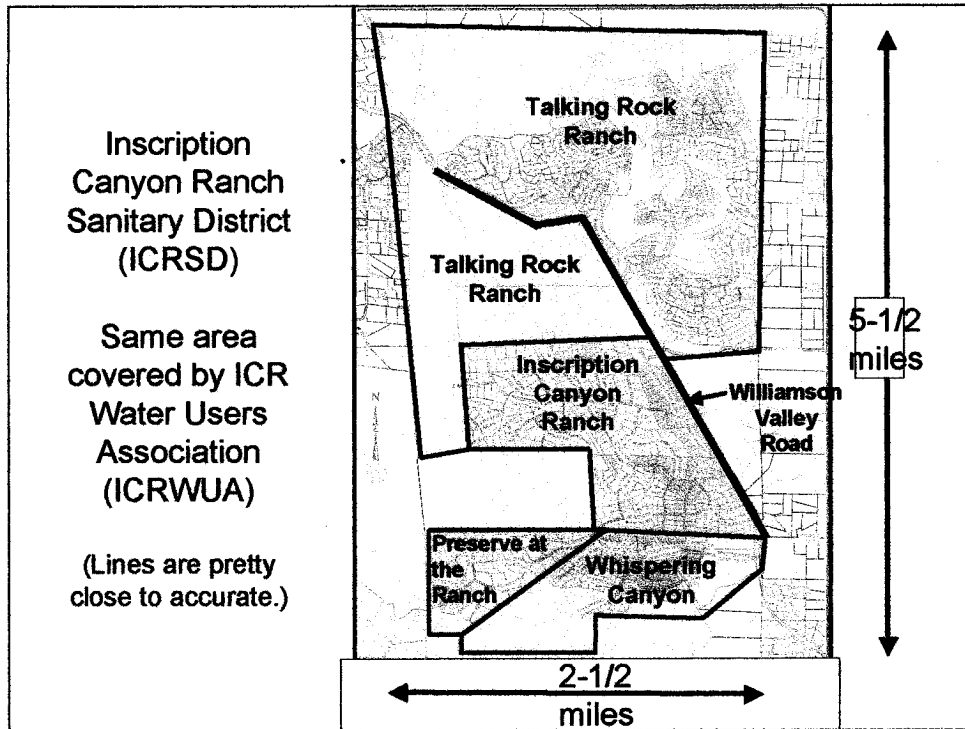 Inscription
Canyon Ranch
Sanitary District
(ICRSD)
Same area
covered by ICR
Water Users
Association
(ICRWUA)
(Lines are pretty
close to accurate.)
Talking Rock
Ranch
Talking Rock
Ranch
Inscription
Canyon
Ranch
Williamson
Valley
Road
Preserve at
the
Ranch
Whispering
Canyon
N
5-1/2
miles
2-1/2
miles